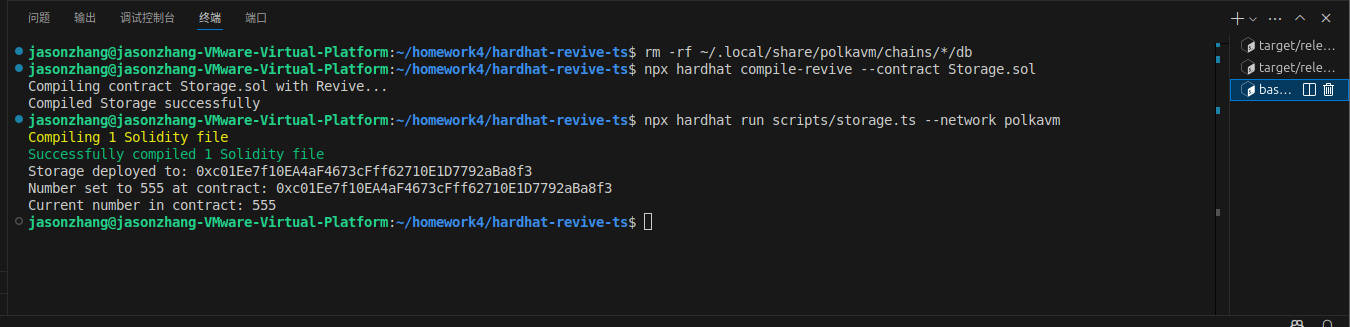 问题 输出 调试控制台 终端 端口
jasonzhang@jasonzhang-VMware-Virtual-Platform:~/homework4/hardhat-revive-ts$ rm -rf ~/.local/share/polkavm/chains/*/db
jasonzhang@jasonzhang-VMware-Virtual-Platform:~/homework4/hardhat-revive-ts$ npx hardhat compile-revive --contract Storage.sol
Compiling contract Storage.sol with Revive...
Compiled Storage successfully
jasonzhang@jasonzhang-VMware-Virtual-Platform:~/homework4/hardhat-revive-ts$ npx hardhat run scripts/storage.ts --network polkavm
Compiling 1 Solidity file
Successfully compiled 1 Solidity file
Storage deployed to: 0xc01Ee7f10EA4aF4673cFff62710E1D7792aBa8f3
Number set to 555 at contract: 0xc01Ee7f10EA4aF4673cFff62710E1D7792aBa8f3
Current number in contract: 555
jasonzhang@jasonzhang-VMware-Virtual-Platform:~/homework4/hardhat-revive-ts$
target/rele...
target/rele...
bas...